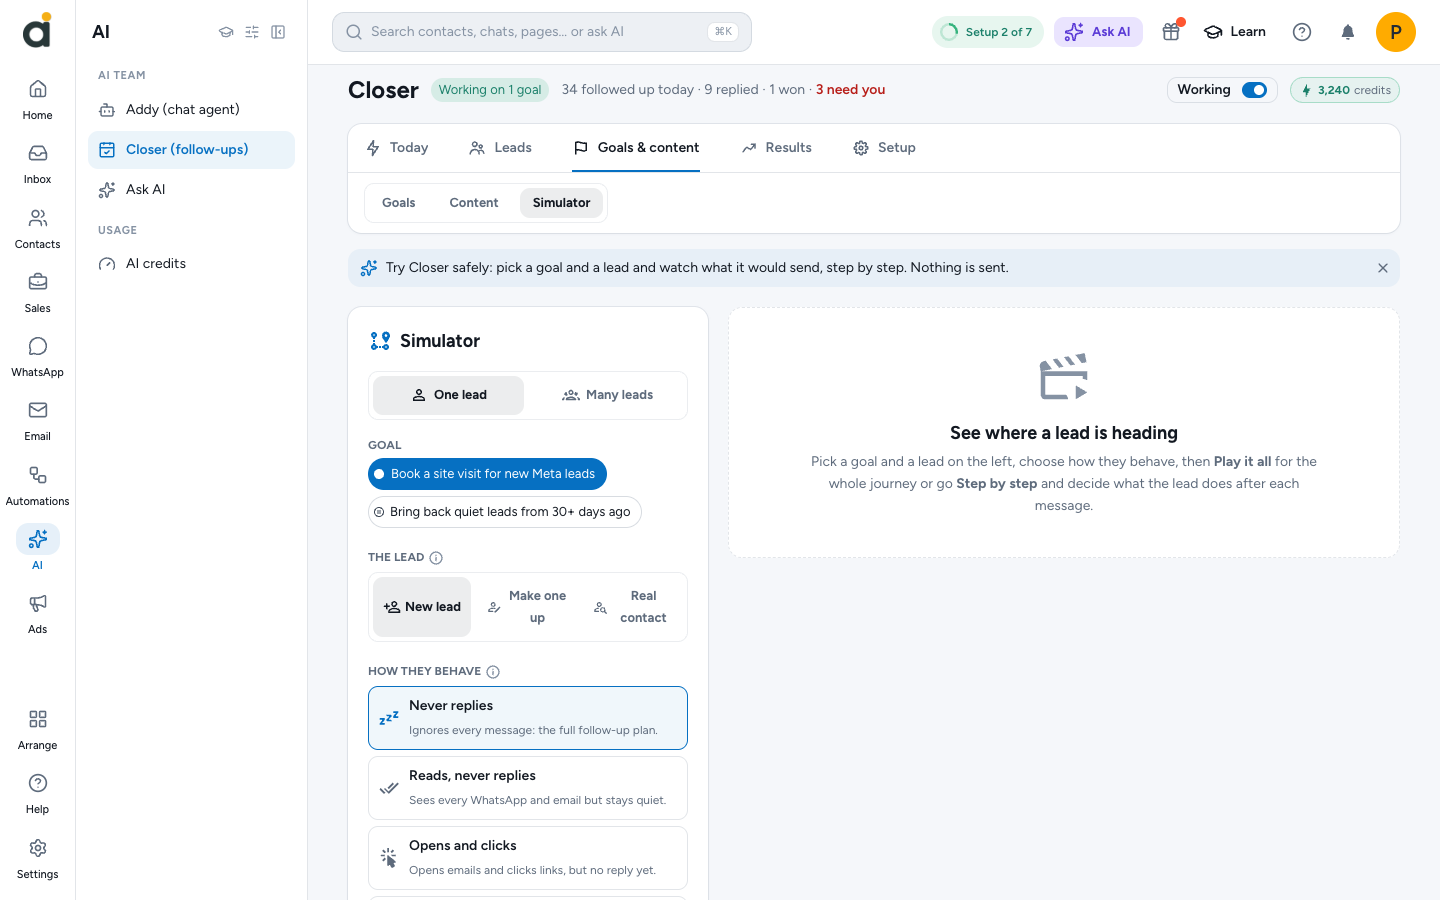 Home
Inbox
Contacts
Sales
WhatsApp
Email
Automations
AI
Ads
Arrange
Help
Settings
AI
AI TEAM
Addy (chat agent)
Closer (follow-ups)
Ask AI
USAGE
AI credits
Search contacts, chats, pages... or ask AI
⌘K
Setup 2 of 7
Ask AI
Learn
P
Closer
Working on 1 goal
34 followed up today · 9 replied · 1 won · 3 need you
Working
3,240 credits
Today
Leads
Goals & content
Results
Setup
Goals
Content
Simulator
Try Closer safely: pick a goal and a lead and watch what it would send, step by step. Nothing is sent.
Simulator
One lead
Many leads
GOAL
Book a site visit for new Meta leads
Bring back quiet leads from 30+ days ago
THE LEAD
New lead
Make one
up
Real
contact
HOW THEY BEHAVE
Never replies
Ignores every message: the full follow-up plan.
Reads, never replies
Sees every WhatsApp and email but stays quiet.
Opens and clicks
Opens emails and clicks links, but no reply yet.
See where a lead is heading
Pick a goal and a lead on the left, choose how they behave, then Play it all for the
whole journey or go Step by step and decide what the lead does after each
message.